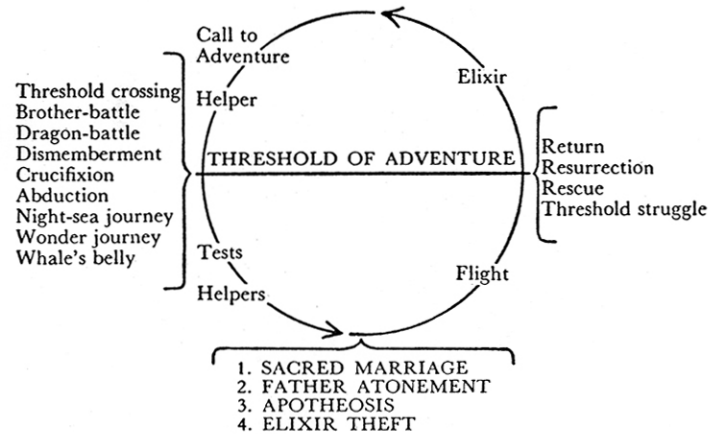 Call to
Adventure
Helper
Elixir
Threshold crossing
Brother-battle
Dragon-battle
Dismemberment
Crucifixion
Abduction
Night-sea journey
Wonder journey
Whale's belly
THRESHOLD OF ADVENTURE
Return
Resurrection
Rescue
Threshold struggle
Tests
Helpers
Flight
1. SACRED MARRIAGE
2. FATHER ATONEMENT
3. APOTHEOSIS
4. ELIXIR THEFT